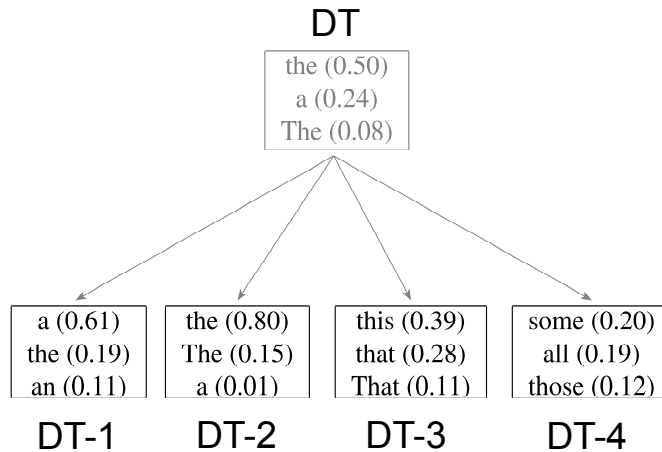 DT
the (0.50)
a (0.24)
The (0.08)
a (0.61)
the (0.19)
an (0.11)
the (0.80)
The (0.15)
a (0.01)
this (0.39)
that (0.28)
That (0.11)
some (0.20)
all (0.19)
those (0.12)
DT-1
DT-2
DT-3
DT-4